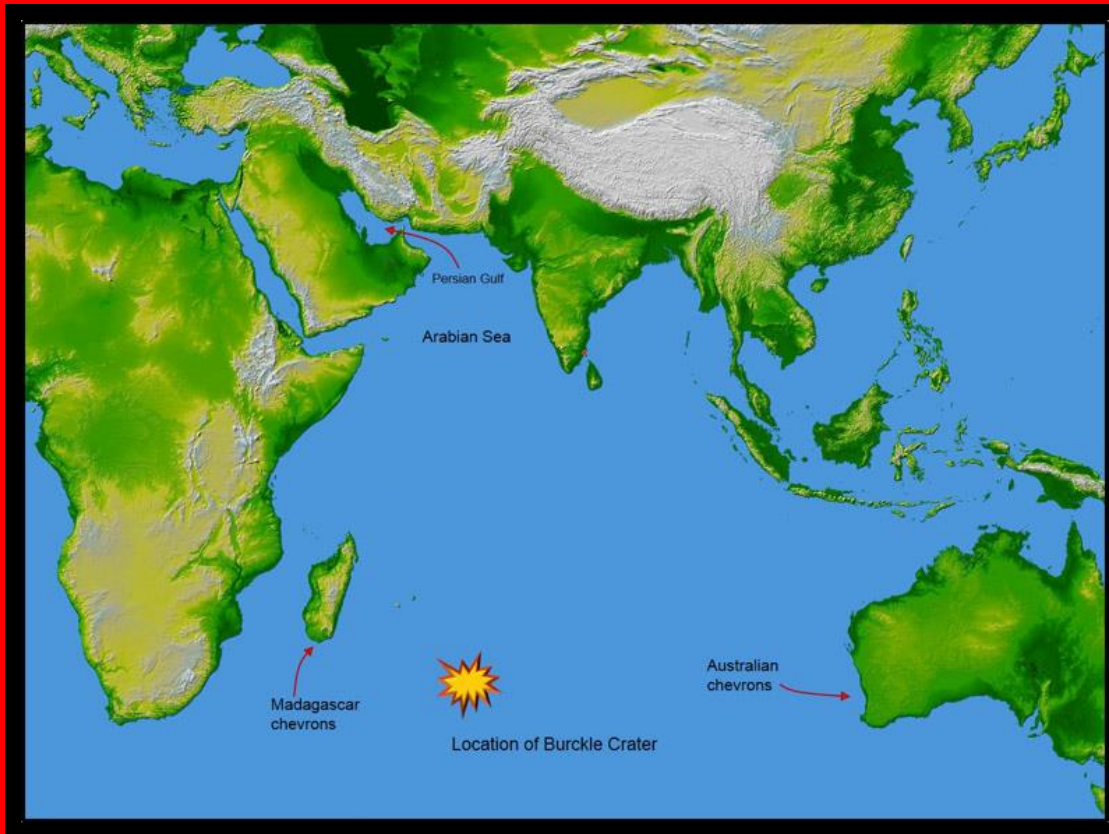 Persian Gulf
Arabian Sea
Australian
chevrons
Madagascar
chevrons
Location of Burckle Crater